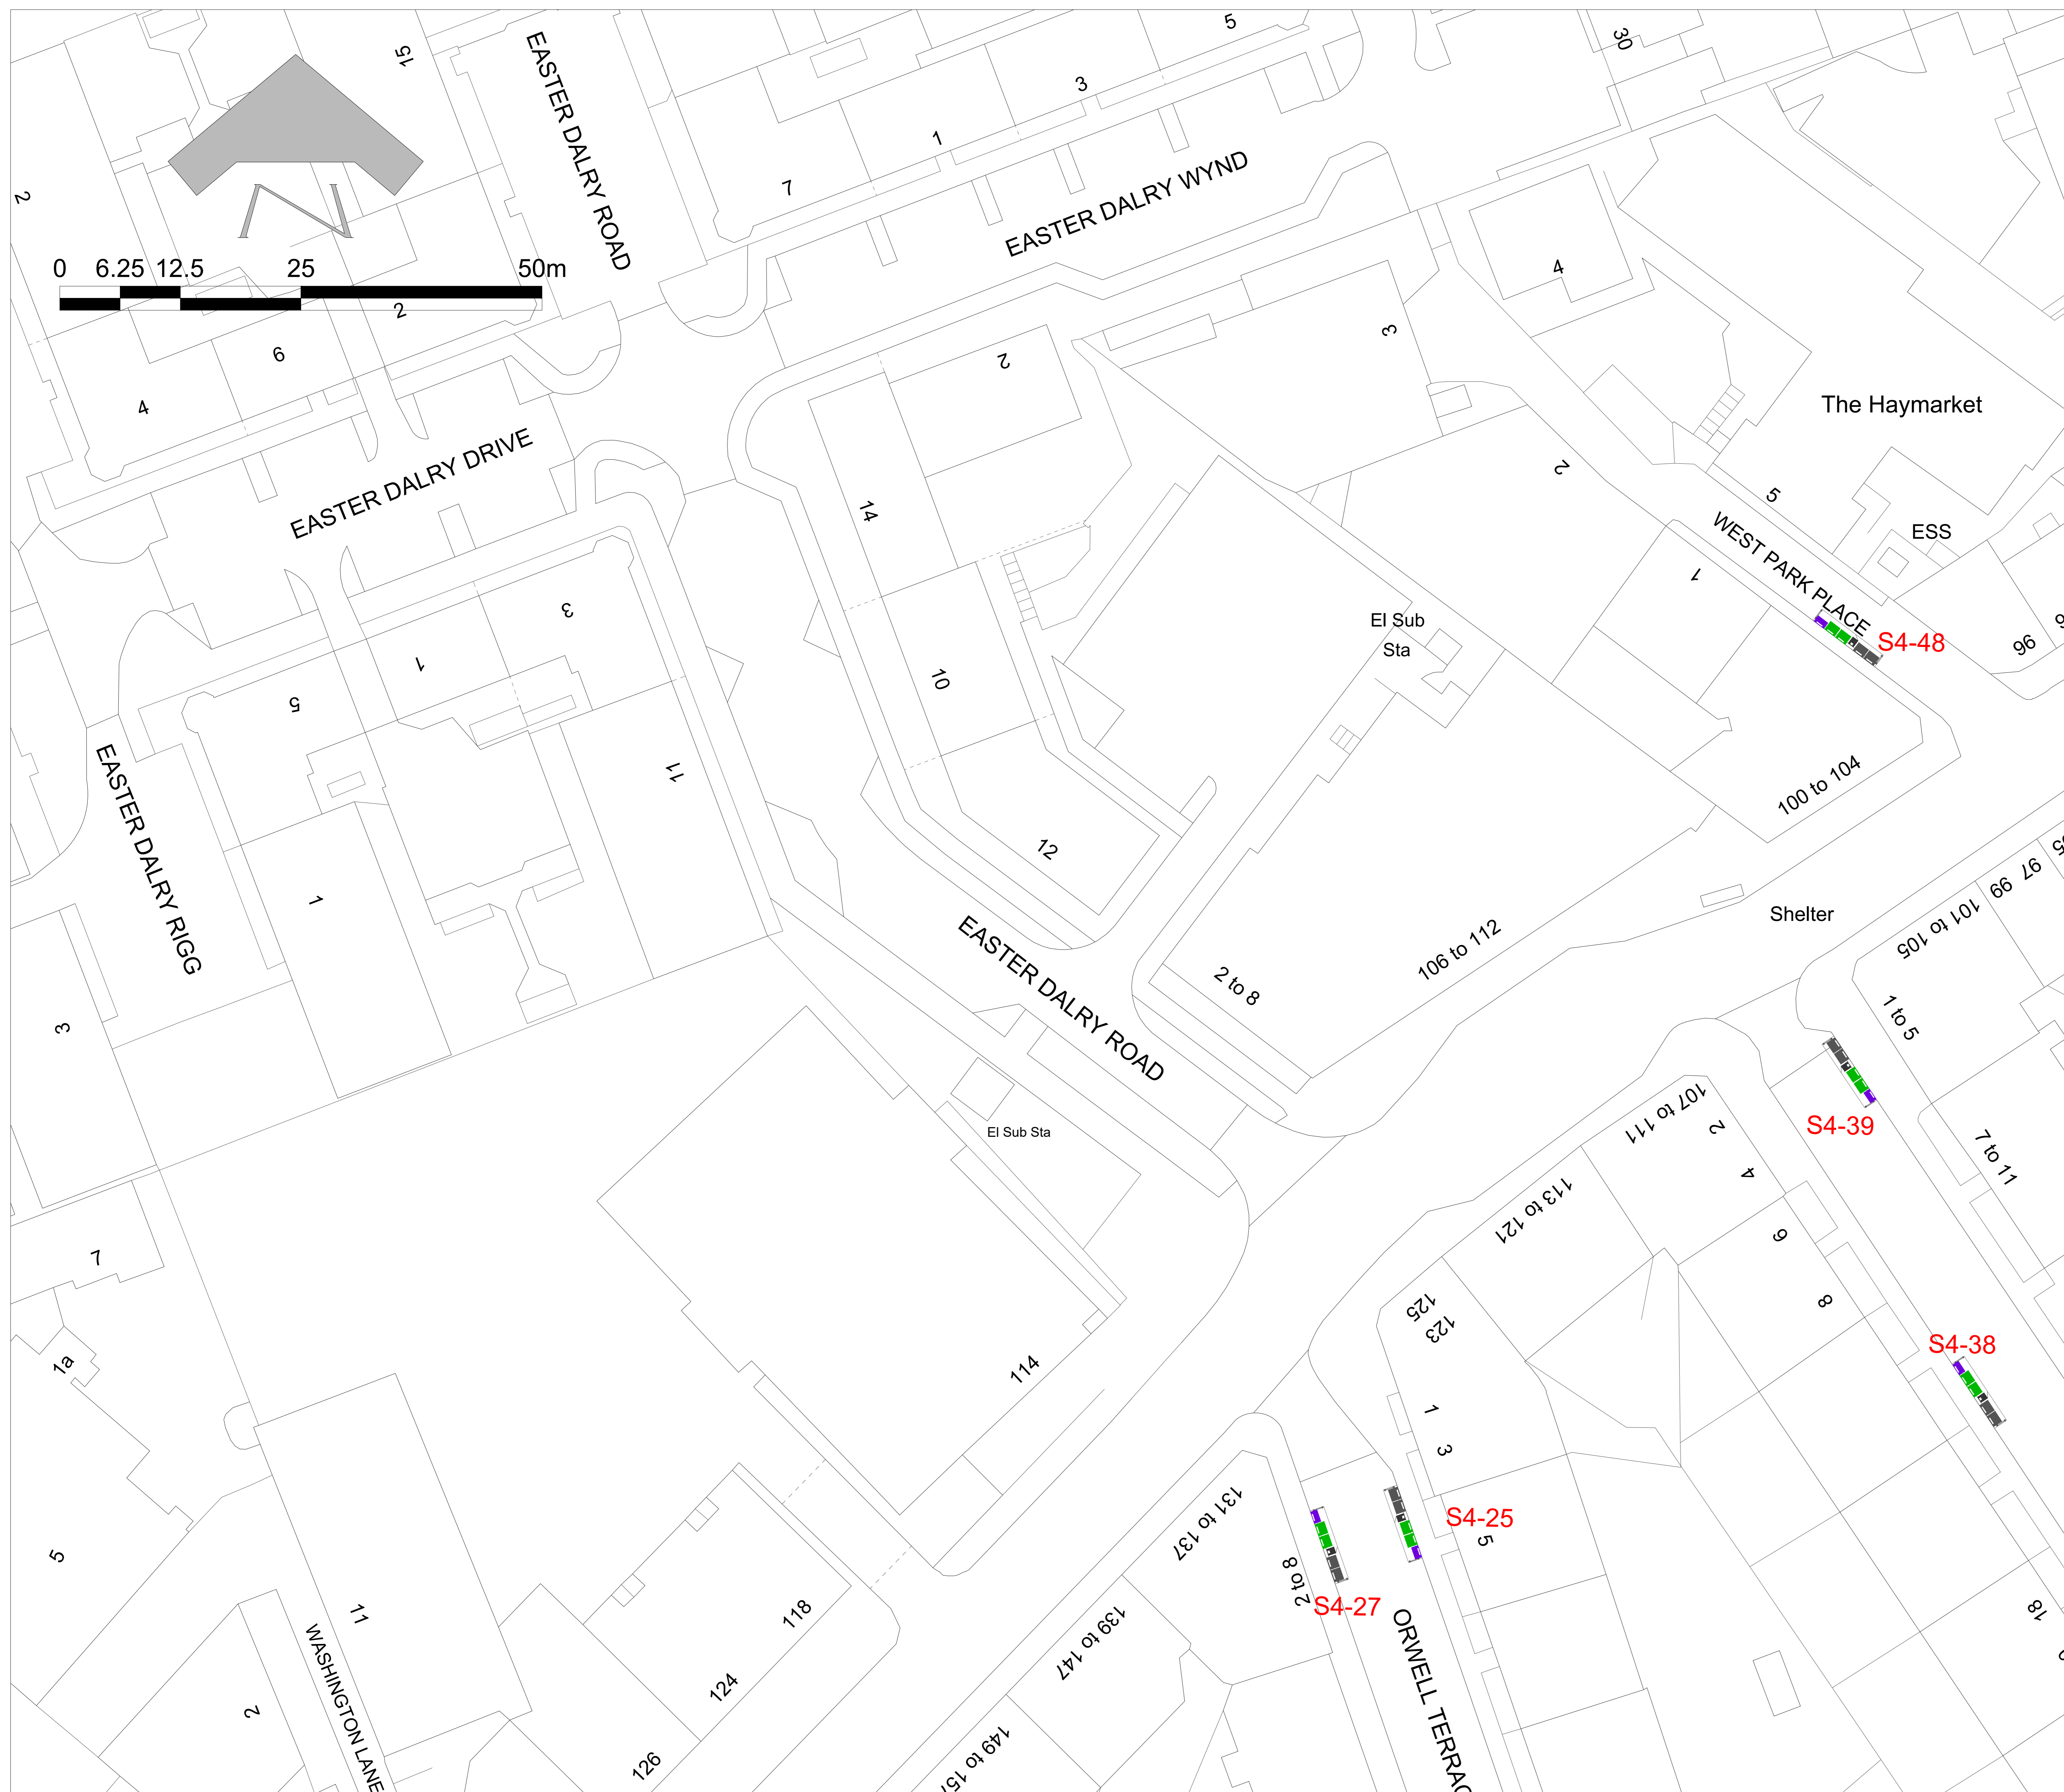 5
30
15
EASTER DALRY ROAD
3
1
7
2
EASTER DALRY WYND
N
0 6.25 12.5 25 50m
4
2
3
6
2
4
The Haymarket
EASTER DALRY DRIVE
2
5
14
WEST PARK PLACE
ESS
1
3
El Sub
Sta
S4-48
96
1
10
5
EASTER DALRY RIGG
11
100 to 104
12
1
97
99
101 to 105
Shelter
EASTER DALRY ROAD
106 to 112
2 to 8
1 to 5
3
El Sub Sta
107 to 111
2
S4-39
7 to 11
4
113 to 121
6
7
8
125
123
S4-38
1a
114
1
3
131 to 137
S4-25
5
5
2 to 8
S4-27
11
118
139 to 147
18
ORWELL TERRAC
WASHINGTON LANE
124
2
149 to 157
126